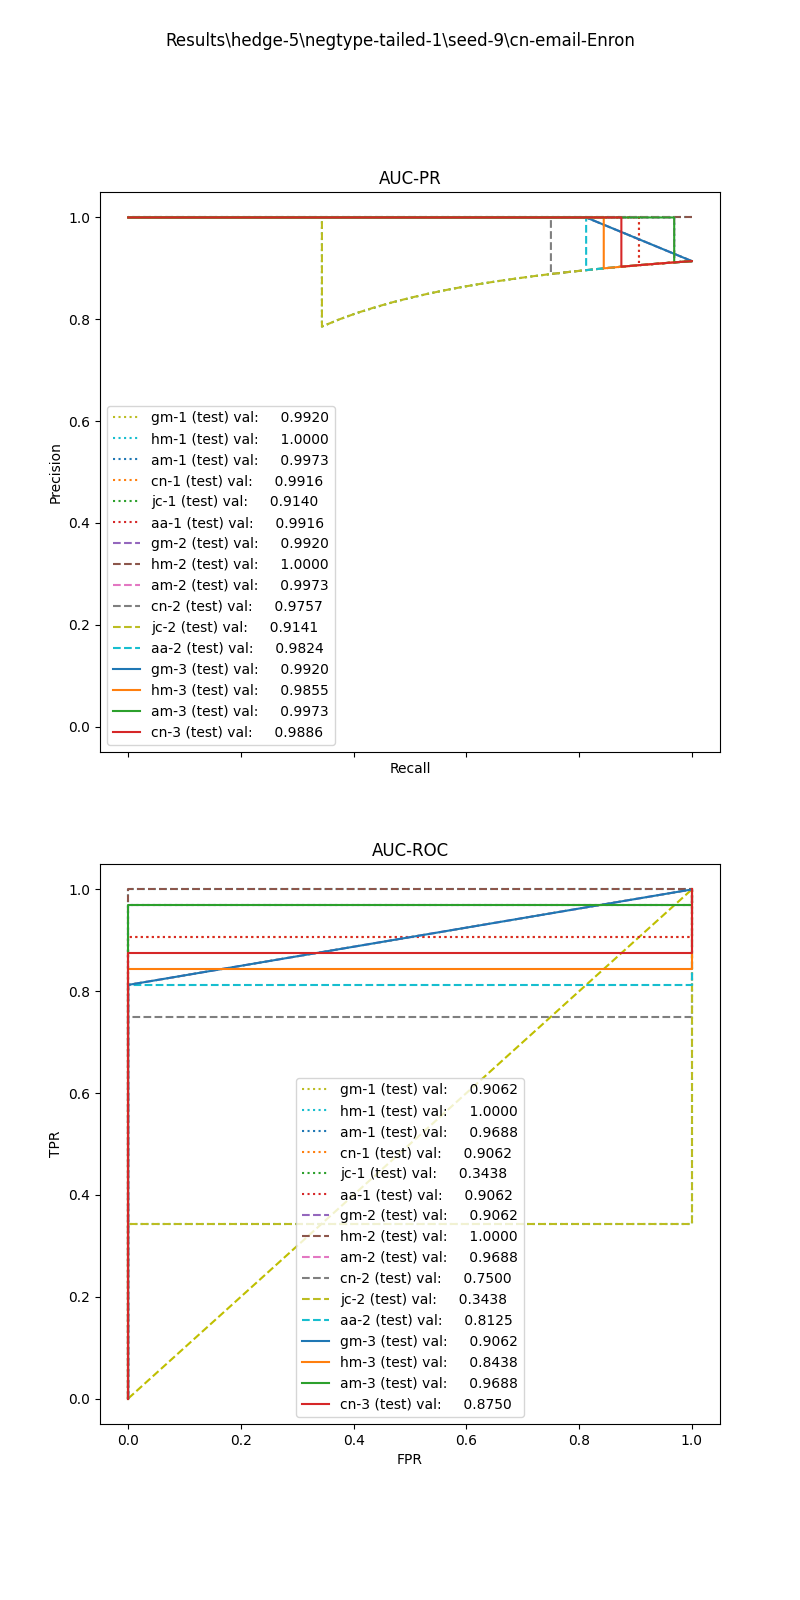 Results\hedge-5\negtype-tailed-1\seed-9\cn-email-Enron
AUC-PR
1.0
0.8
0.6
0.4
0.2
0.0
Precision
gm-1 (test) val: 0.9920
hm-1 (test) val: 1.0000
am-1 (test) val: 0.9973
cn-1 (test) val: 0.9916
jc-1 (test) val: 0.9140
aa-1 (test) val: 0.9916
gm-2 (test) val: 0.9920
hm-2 (test) val: 1.0000
am-2 (test) val: 0.9973
cn-2 (test) val: 0.9757
jc-2 (test) val: 0.9141
aa-2 (test) val: 0.9824
gm-3 (test) val: 0.9920
hm-3 (test) val: 0.9855
am-3 (test) val: 0.9973
cn-3 (test) val: 0.9886
Recall
AUC-ROC
1.0
0.8
0.6
0.4
0.2
0.0
TPR
gm-1 (test) val: 0.9062
hm-1 (test) val: 1.0000
am-1 (test) val: 0.9688
cn-1 (test) val: 0.9062
jc-1 (test) val: 0.3438
aa-1 (test) val: 0.9062
gm-2 (test) val: 0.9062
hm-2 (test) val: 1.0000
am-2 (test) val: 0.9688
cn-2 (test) val: 0.7500
jc-2 (test) val: 0.3438
aa-2 (test) val: 0.8125
gm-3 (test) val: 0.9062
hm-3 (test) val: 0.8438
am-3 (test) val: 0.9688
cn-3 (test) val: 0.8750
0.0 0.2 0.4 0.6 0.8 1.0
FPR